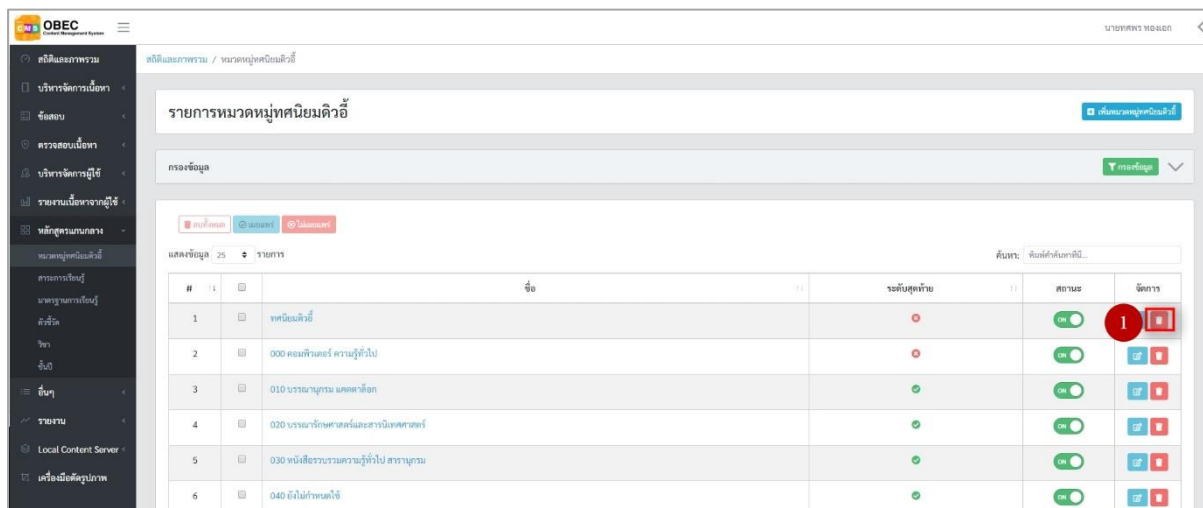 CMS OBEC
Content Management System
นายทศพร ทองเอก
สถิติและภาพรวม
บริหารจัดการเนื้อหา
ข้อสอบ
ตรวจสอบเนื้อหา
บริหารจัดการผู้ใช้
รายงานเนื้อหาจากผู้ใช้
หลักสูตรแกนกลาง
หมวดหมู่ทศนิยมดิวอี้
สาระการเรียนรู้
มาตรฐานการเรียนรู้
ตัวชี้วัด
วิชา
ชั้นปี
อื่นๆ
รายงาน
Local Content Server
เครื่องมือตัดรูปภาพ
สถิติและภาพรวม / หมวดหมู่ทศนิยมดิวอี้
รายการหมวดหมู่ทศนิยมดิวอี้
เพิ่มหมวดหมู่ทศนิยมดิวอี้
กรองข้อมูล
กรองข้อมูล
ลบทั้งหมด เผยแพร่ ไม่เผยแพร่
แสดงข้อมูล 25 รายการ
ค้นหา: พิมพ์คำค้นหาที่นี่...
# ชื่อ ระดับสุดท้าย สถานะ จัดการ
1 ทศนิยมดิวอี้ ON 1
2 000 คอมพิวเตอร์ ความรู้ทั่วไป ON
3 010 บรรณานุกรม แคตตาล็อก ON
4 020 บรรณารักษศาสตร์และสารนิเทศศาสตร์ ON
5 030 หนังสือรวบรวมความรู้ทั่วไป สารานุกรม ON
6 040 ยังไม่กำหนดใช้ ON